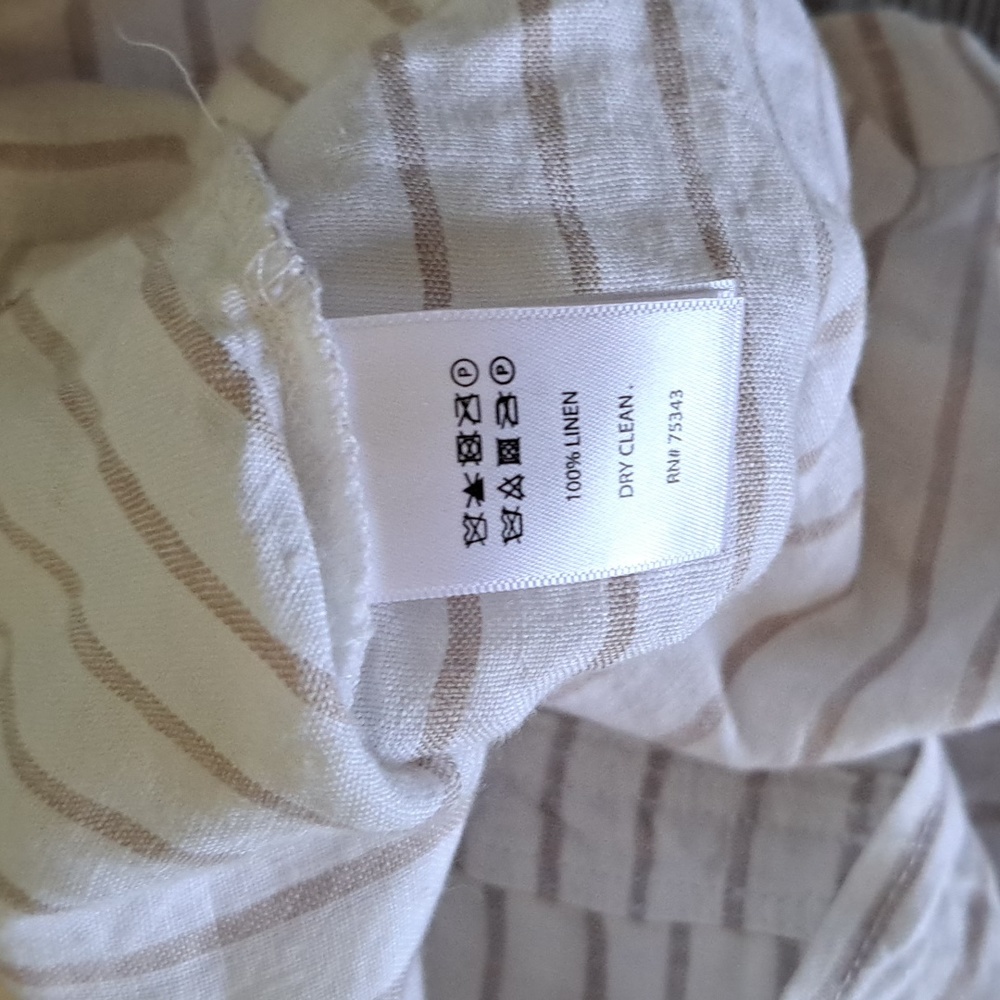 P
P
100% LINEN
DRY CLEAN .
RN# 75343